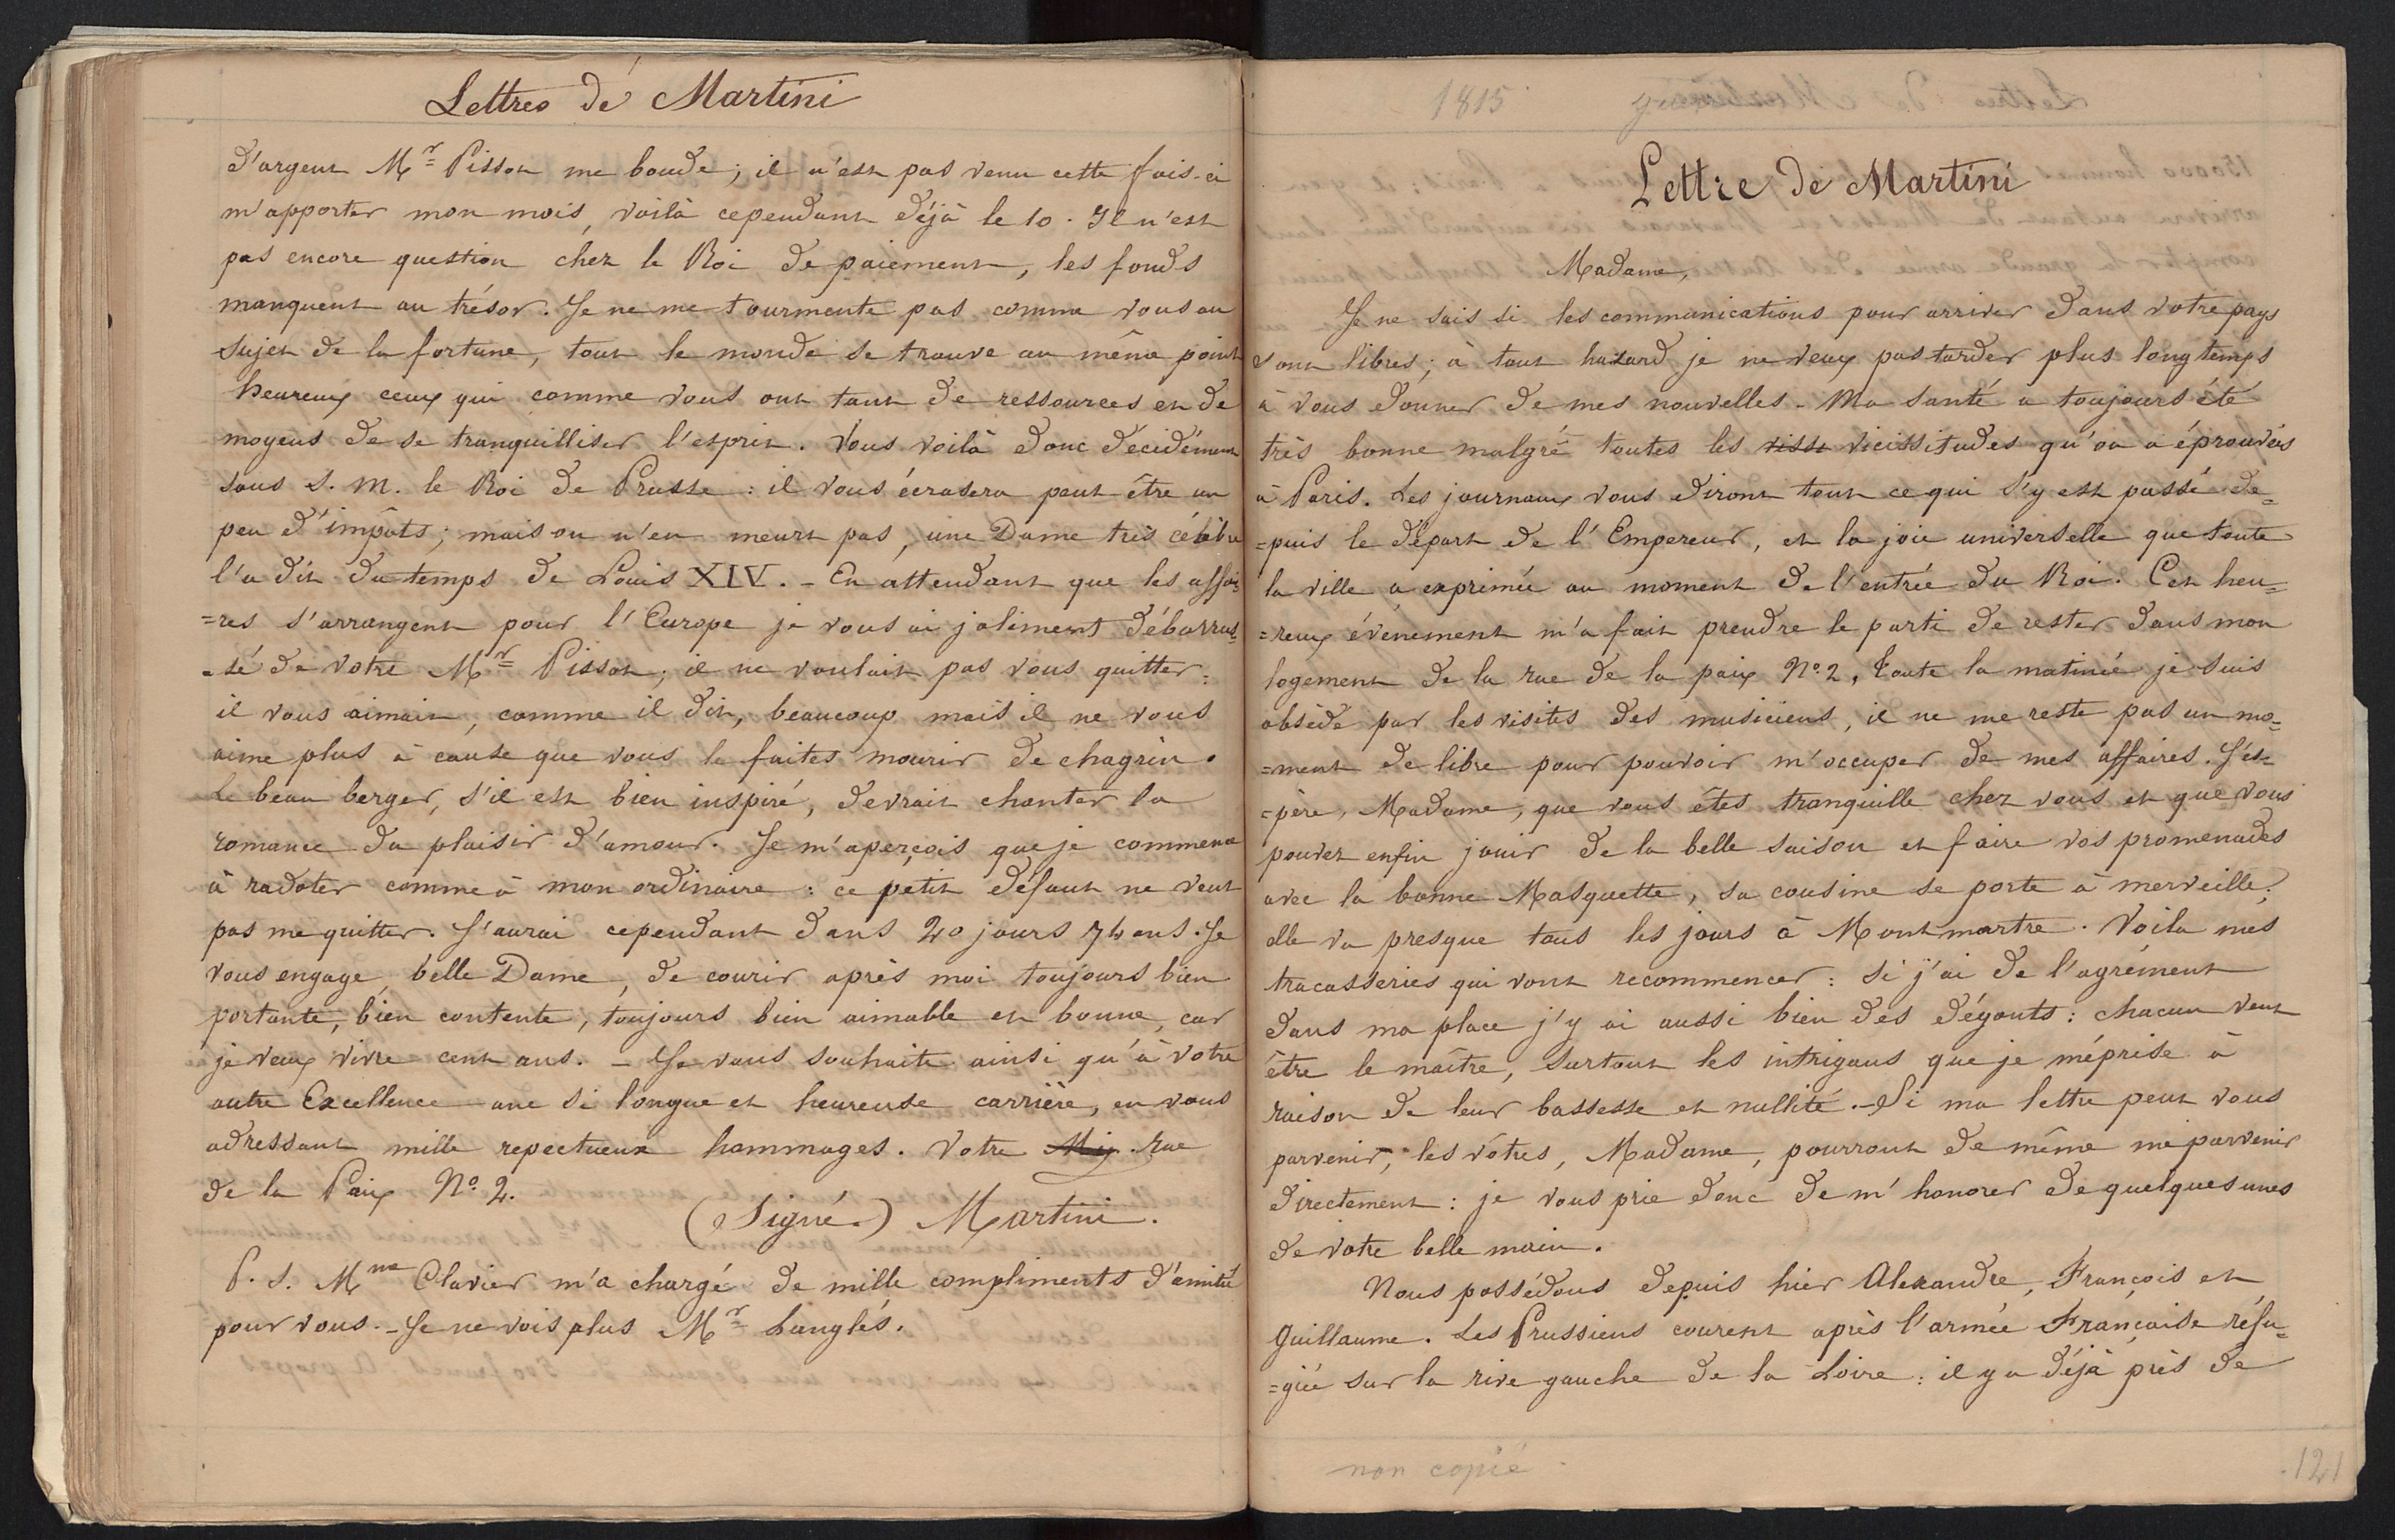 Lettres de Martini
d'argent Mr Pisson me boude; il n'est pas venu cette fois-ci
m'apporter mon mois, voilà cependant déjà le 10. Il n'est
pas encore question chez le Roi de paiement, les fonds
manquent au trésor. Je ne me tourmente pas comme vous au
sujet de la fortune, tout le monde se trouve au même point
heureux ceux qui comme vous ont tant de ressources et de
moyens de se tranquilliser l'esprit. Vous voilà donc décidément
sous S. M. le Roi de Prusse : il vous écrasera peut-être un
peu d'impôts; mais on n'en meurt pas, une Dame très célèbre
l'a dit du temps de Louis XIV. - En attendant que les affai=
=res s'arrangent pour l'Europe je vous ai joliment débarras=
=sé de votre Mr Pisson; il ne voulait pas vous quitter :
il vous aimait, comme il dit, beaucoup mais il ne vous
aime plus à cause que vous le faites mourir de chagrin.
Le beau berger, s'il est bien inspiré, devrait chanter la
romance du plaisir d'amour. Je m'aperçois que je commence
à radoter comme à mon ordinaire : ce petit défaut ne veut
pas me quitter. J'aurai cependant dans 20 jours 74 ans. Je
vous engage, belle Dame, de courir après moi toujours bien
portante, bien contente, toujours bien aimable et bonne, car
je veux vivre cent ans. - Je vous souhaite ainsi qu'à votre
autre Excellence une si longue et heureuse carrière, en vous
adressant mille repectueux hommages. Votre My. rue
de la Paix No. 2.
(Signé.) Martini.
P. S. Mme Clavier m'a chargé de mille compliments d'amitié
pour vous. - Je ne vois plus Mr Langlès.
1815
Lettre de Martini
Madame,
Je ne sais si les communications pour arriver dans votre pays
sont libres; à tout hazard je ne veux pas tarder plus longtemps
à vous donner de mes nouvelles. Ma santé a toujours été
très bonne malgré toutes les vissi vicissitudes qu'on a éprouvées
à Paris. Les journaux vous diront tout ce qui s'y est passé de=
=puis le départ de l'Empereur, et la joie universelle que toute
la ville a exprimée au moment de l'entrée du Roi. Cet heu=
=reux évènement m'a fait prendre le parti de rester dans mon
logement de la rue de la paix No. 2, toute la matinée je suis
obsédé par les visites des musiciens, il ne me reste pas un mo=
=ment de libre pour pouvoir m'occuper de mes affaires. J'es=
=père, Madame, que vous êtes tranquille chez vous et que vous
pouvez enfin jouir de la belle saison et faire vos promenades
avec la bonne Masquette, sa cousine se porte à merveille;
elle va presque tous les jours à Montmartre. Voila mes
tracasseries qui vont recommencer : si j'ai de l'agrément
dans ma place j'y ai aussi bien des dégouts : chacun veut
être le maître, surtout les intrigans que je méprise à
raison de leur bassesse et nullité. - Si ma lettre peut vous
parvenir, les vôtres, Madame, pourront de même me parvenir
directement : je vous prie donc de m'honorer de quelques unes
de votre belle main.
Nous possédons depuis hier Alexandre, François et
Guillaume. Les Prussiens courent après l'armée Française réfu=
=giée sur la rive gauche de la Loire : il y a déjà près de
non copié
121